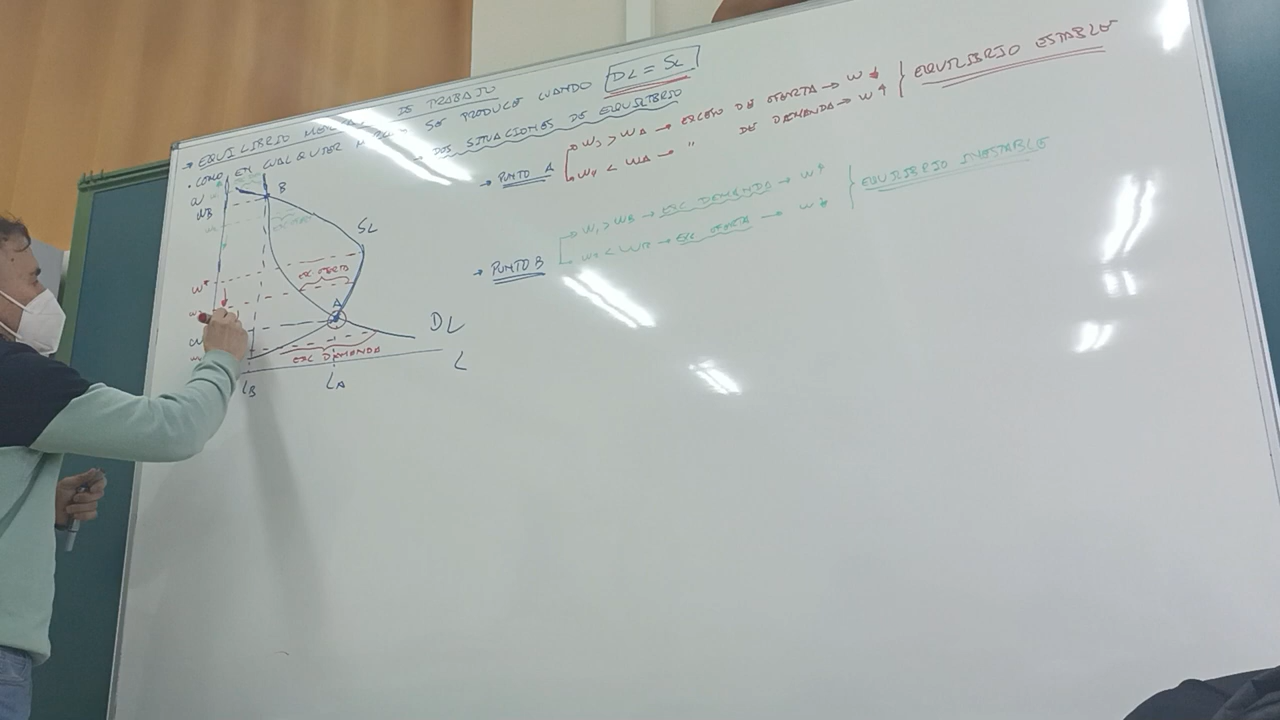 → EQUILIBRIO DE TRABAJO
• COMO EN CUALQUIER SE PRODUCE CUANDO DL = SL
→ DOS SITUACIONES DE EQUILIBRIO
→ PUNTO A
W3 > WA → EXCESO DE OFERTA → W ↓
W4 < WA → " DE DEMANDA → W ↑
} EQUILIBRIO ESTABLE
→ PUNTO B
W1 > WB → EXC DEMANDA → W ↑
< WB → EXC OFERTA → W ↓
} EQUILIBRIO INESTABLE
B
WB
SL
W*
EXC OFERTA
A
DL
EXC DEMANDA
L
LB
LA